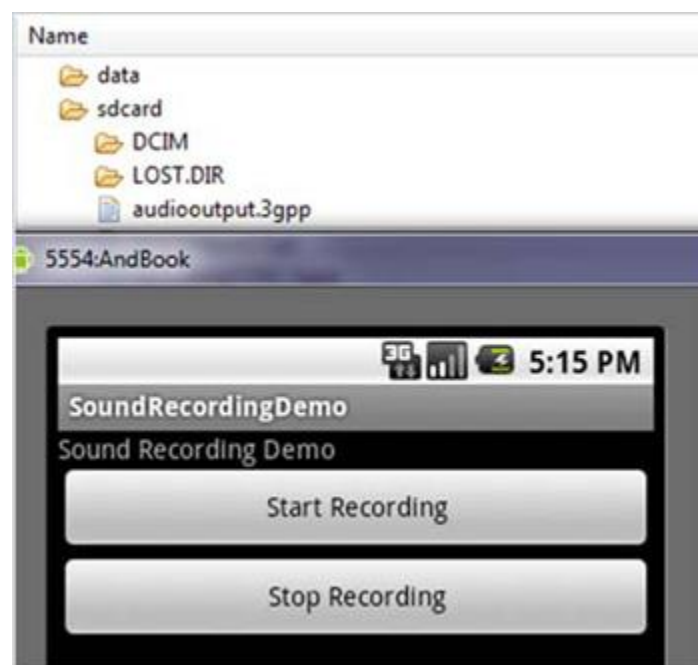 Name
data
sdcard
DCIM
LOST.DIR
audiooutput.3gpp
5554:AndBook
3G 5:15 PM
SoundRecordingDemo
Sound Recording Demo
Start Recording
Stop Recording